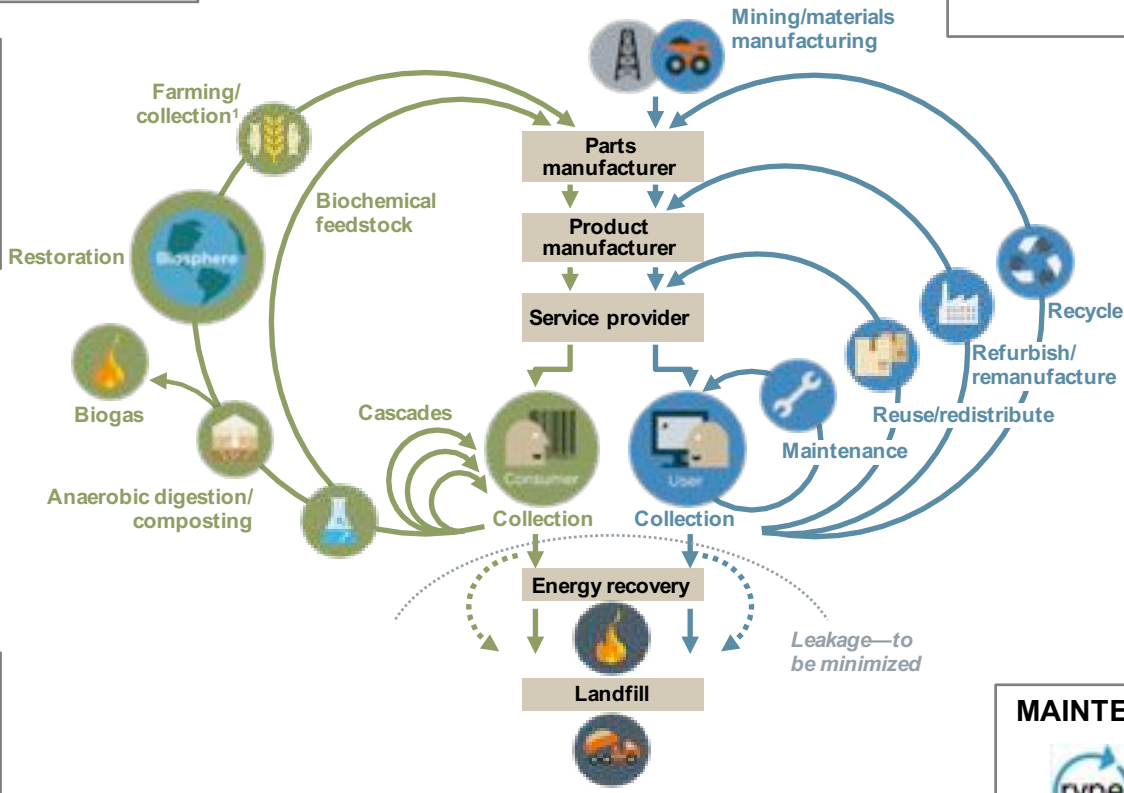 Mining/materials
manufacturing
Farming/
collection¹
Parts
manufacturer
Biochemical
feedstock
Product
manufacturer
Restoration
Biosphere
Service provider
Recycle
Refurbish/
remanufacture
Biogas
Cascades
Reuse/redistribute
Maintenance
Consumer
User
Anaerobic digestion/
composting
Collection
Collection
Energy recovery
Leakage—to
be minimized
Landfill
MAINTE